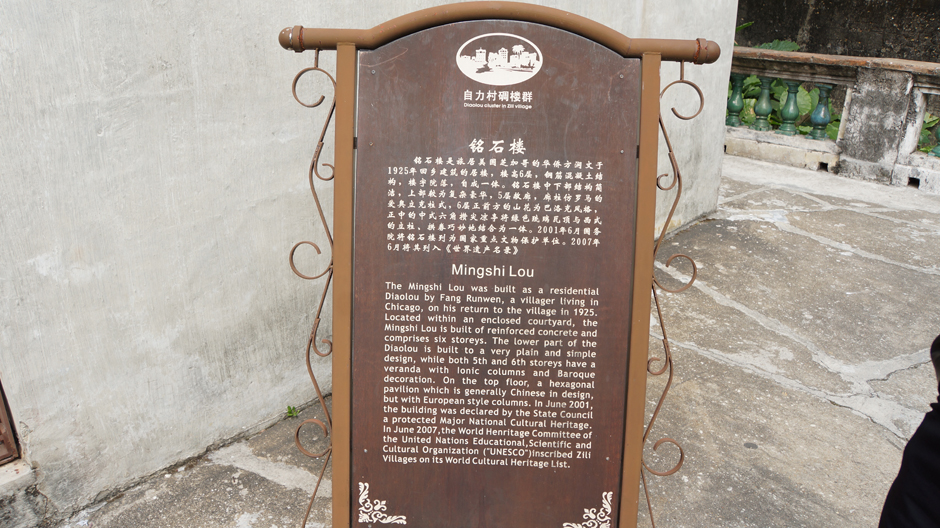 自力村碉楼群
Diaolou cluster in Zili village
铭石楼
铭石楼是旅居美国芝加哥的华侨方润文于
1925年回乡建筑的居楼，楼高6层，钢筋混凝土结
构，楼宇院落，自成一体。铭石楼中下部结构简
洁，上部极为复杂豪华，5层敞廊，廊柱仿罗马的
爱奥立克柱式，6层正前方的山花为巴洛克风格，
正中的中式六角攒尖凉亭将绿色琉璃瓦顶与西式
的立柱、拱券巧妙地结合为一体。2001年6月国务
院将铭石楼列为国家重点文物保护单位。2007年
6月将其列入《世界遗产名录》
Mingshi Lou
The Mingshi Lou was built as a residential
Diaolou by Fang Runwen, a villager living in
Chicago, on his return to the village in 1925.
Located within an enclosed courtyard, the
Mingshi Lou is built of reinforced concrete and
comprises six storeys. The lower part of the
Diaolou is built to a very plain and simple
design, while both 5th and 6th storeys have a
veranda with Ionic columns and Baroque
decoration. On the top floor, a hexagonal
pavilion which is generally Chinese in design,
but with European style columns. In June 2001,
the building was declared by the State Council
a protected Major National Cultural Heritage.
In June 2007,the World Henritage Committee of
the United Nations Educational,Scientific and
Cultural Organization ("UNESCO")inscribed Zili
Villages on its World Cultural Heritage List.